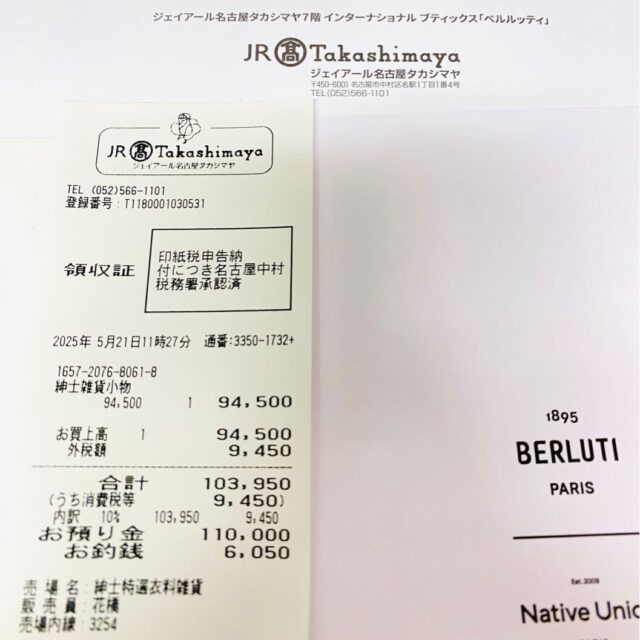 ジェイアール名古屋タカシマヤ7階 インターナショナル ブティックス「ベルルッティ」
JR 髙 Takashimaya
ジェイアール名古屋タカシマヤ
〒450-6001 名古屋市中村区名駅1丁目1番4号
TEL(052)566-1101
JR 髙 Takashimaya
ジェイアール名古屋タカシマヤ
TEL (052)566-1101
登録番号：T1180001030531
領収証
印紙税申告納
付につき名古屋中村
税務署承認済
2025年 5月21日11時27分 通番:3350-1732+
1657-2076-8061-8
紳士雑貨小物
94,500 1 94,500
お買上高 1 94,500
外税額 9,450
合計 103,950
(うち消費税等 9,450)
内訳 10% 103,950 9,450
お預り金 110,000
お釣銭 6,050
売 場 名：紳士特選衣料雑貨
販 売 員：花橋
売場内線：3254
1895
BERLUTI
PARIS
Est.2009
Native Unio